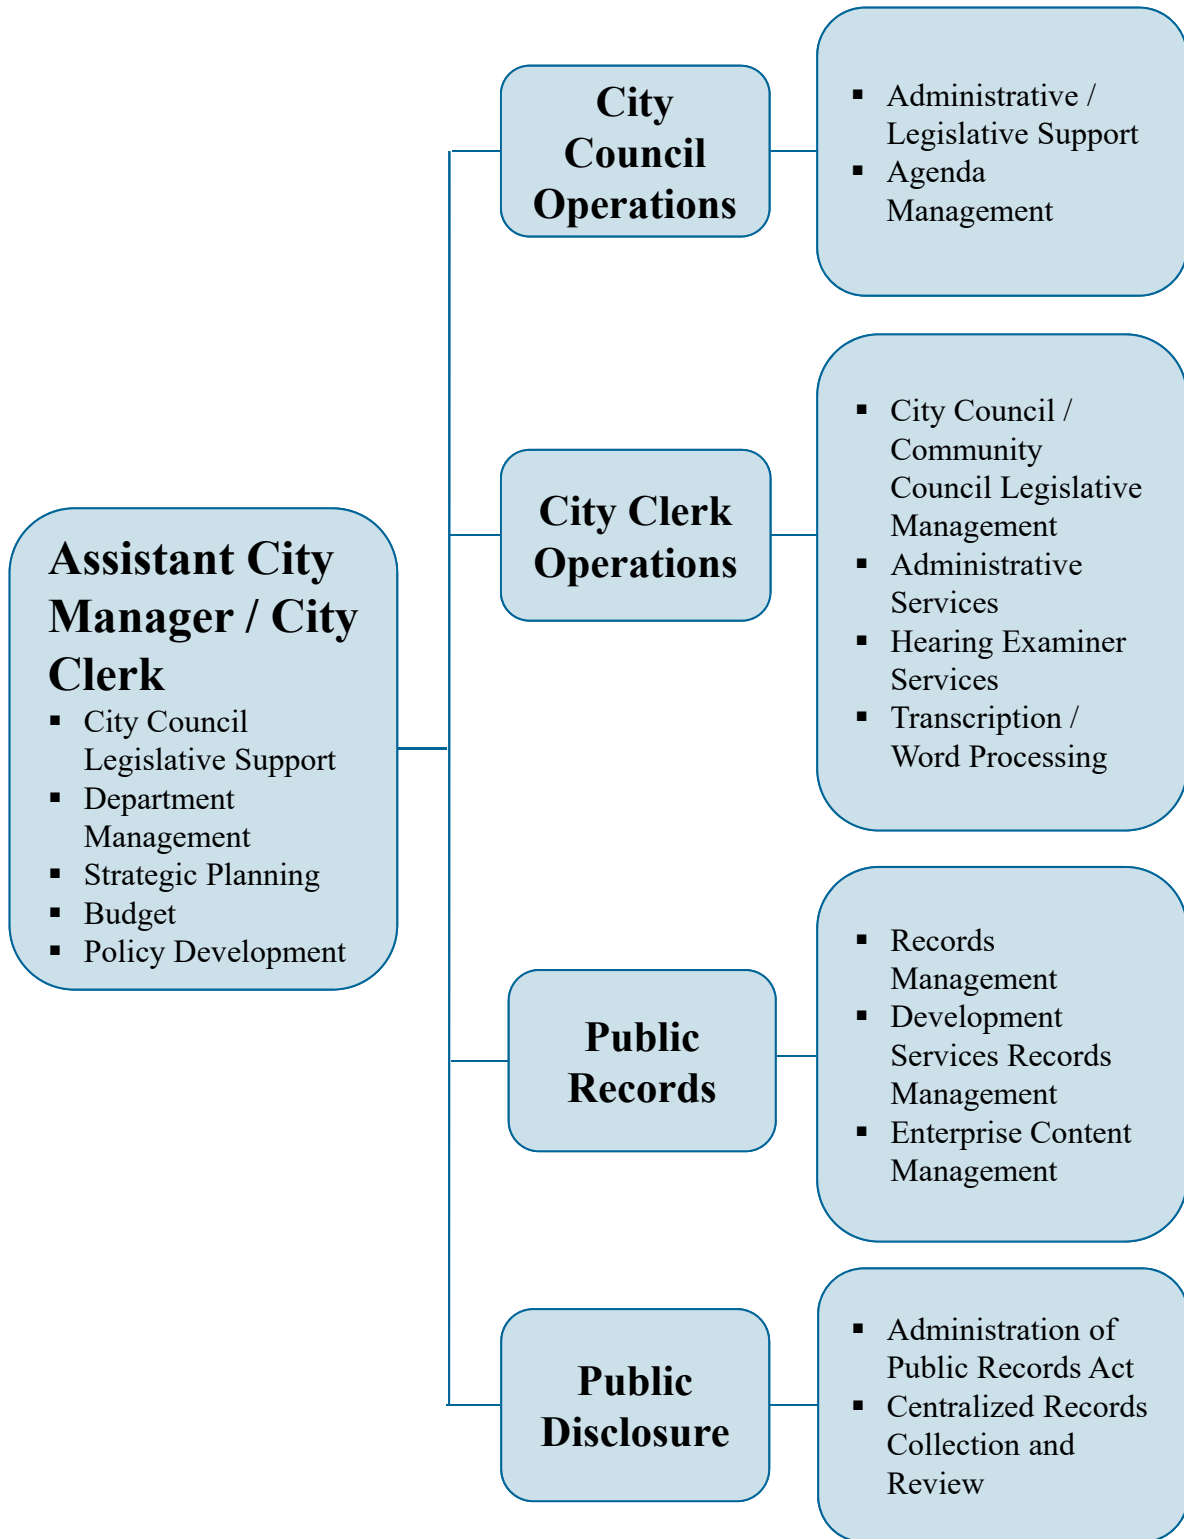 Assistant City
Manager / City
Clerk
▪ City Council
Legislative Support
▪ Department
Management
▪ Strategic Planning
▪ Budget
▪ Policy Development
City
Council
Operations
▪ Administrative /
Legislative Support
▪ Agenda
Management
City Clerk
Operations
▪ City Council /
Community
Council Legislative
Management
▪ Administrative
Services
▪ Hearing Examiner
Services
▪ Transcription /
Word Processing
Public
Records
▪ Records
Management
▪ Development
Services Records
Management
▪ Enterprise Content
Management
Public
Disclosure
▪ Administration of
Public Records Act
▪ Centralized Records
Collection and
Review